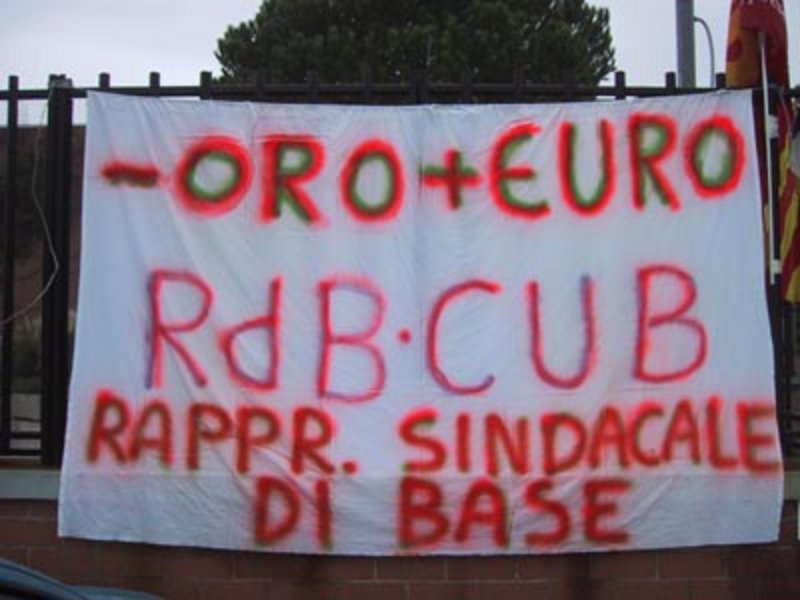 -ORO+EURO
RdB·CUB
RAPPR. SINDACALE
DI BASE